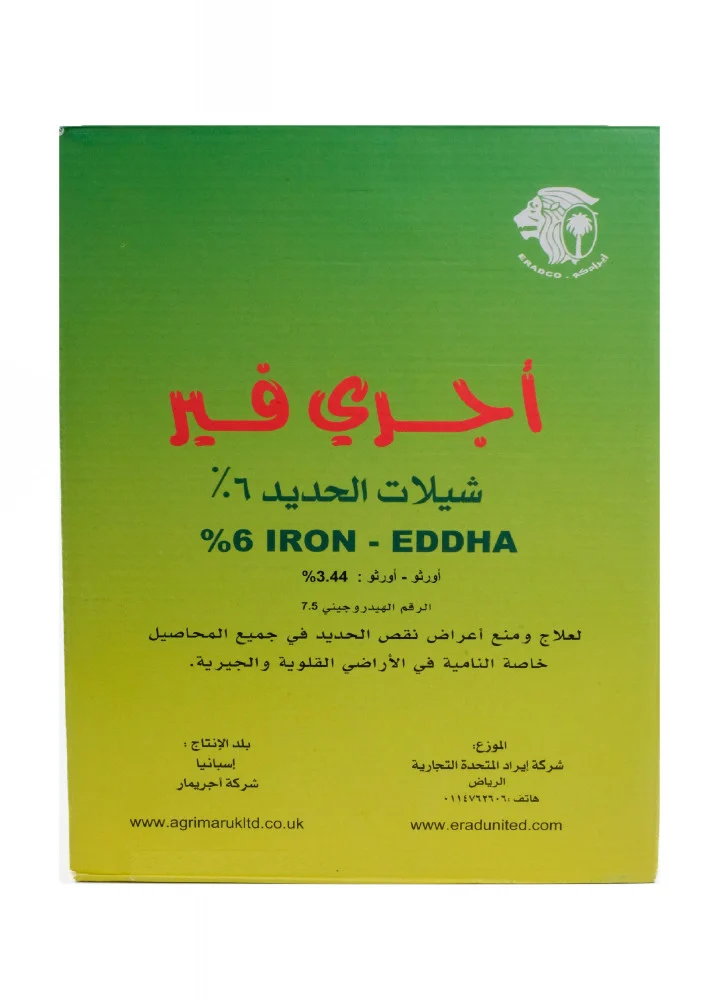 ERADCO . ايرادكو
أجري فير
شيلات الحديد ٦٪
%6 IRON - EDDHA
أورثو - أورثو : 3.44%
الرقم الهيدروجيني 7.5
لعلاج ومنع أعراض نقص الحديد في جميع المحاصيل
خاصة النامية في الأراضي القلوية والجيرية.
الموزع:
شركة إيراد المتحدة التجارية
الرياض
هاتف :٠١١٤٧٦٢٦٠٦
www.eradunited.com
بلد الإنتاج :
إسبانيا
شركة أجريمار
www.agrimarukltd.co.uk